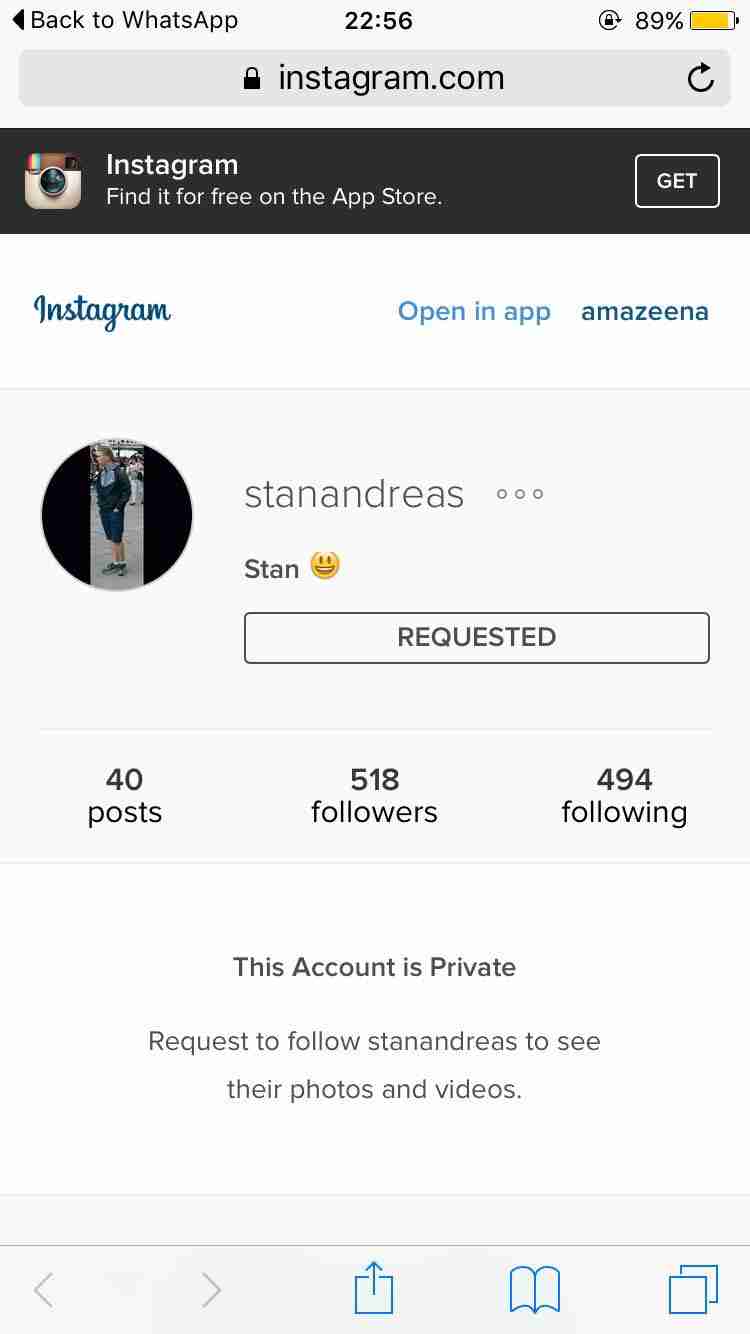 Back to WhatsApp 22:56 89%
instagram.com
Instagram
Find it for free on the App Store.
GET
Instagram Open in app amazeena
stanandreas
Stan 😃
REQUESTED
40 518 494
posts followers following
This Account is Private
Request to follow stanandreas to see
their photos and videos.